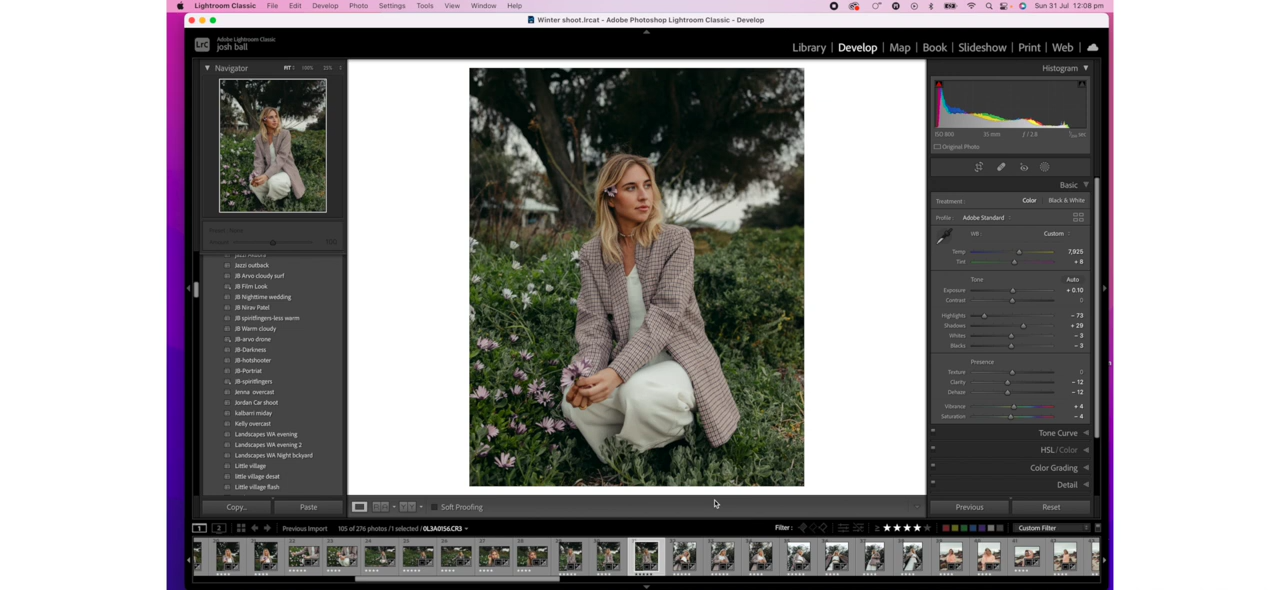 Lightroom Classic File Edit Develop Photo Settings Tools View Window Help Sun 31 Jul 12:08 pm
Winter shoot.lrcat - Adobe Photoshop Lightroom Classic - Develop
LrC Adobe Lightroom Classic
josh ball
Library | Develop | Map | Book | Slideshow | Print | Web
Navigator FIT 100% 25%
Histogram
ISO 800 35 mm ƒ / 2.8
Original Photo
Basic
Treatment: Color Black & White
Profile: Adobe Standard
WB: Custom
Temp 7,925
Tint + 8
Tone Auto
Exposure + 0.10
Contrast 0
Highlights − 73
Shadows + 29
Whites − 3
Blacks − 3
Presence
Texture 0
Clarity − 12
Dehaze − 12
Vibrance + 4
Saturation − 4
Tone Curve
HSL / Color
Color Grading
Detail
Previous Reset
Amount 100
Jazzi outback
JB Arvo cloudy surf
JB Film Look
JB Nighttime wedding
JB Nirav Patel
JB spiritfingers-less warm
JB Warm cloudy
JB-arvo drone
JB-Darkness
JB-hotshooter
JB-Portriat
JB-spiritfingers
Jenna overcast
Jordan Car shoot
kalbarri miday
Kelly overcast
Landscapes WA evening
Landscapes WA evening 2
Landscapes WA Night bckyard
Little village
little village desat
Little village flash
Copy... Paste
Soft Proofing
1 2 Previous Import 105 of 276 photos / 1 selected / 0L3A0156.CR3
Filter: ≥ ★★★★★ Custom Filter